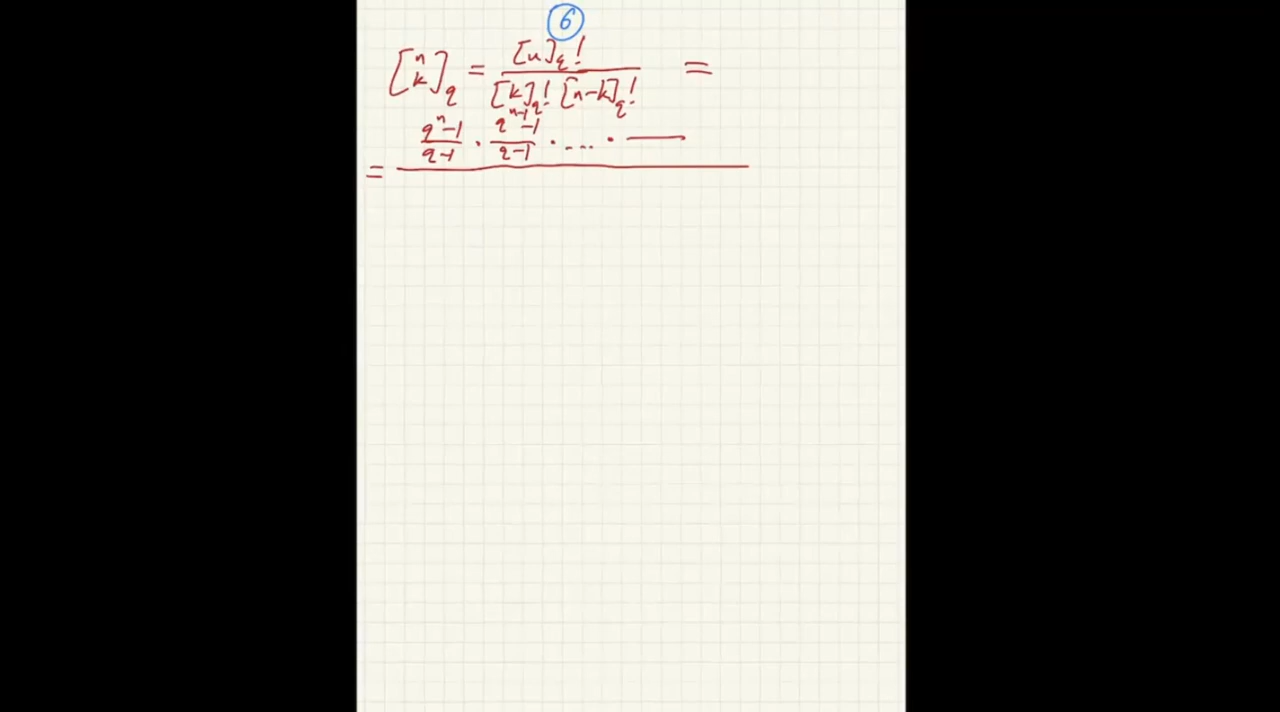 6
[n k]_q = [n]_q! / [k]_q! [n-k]_q! =
= q^n-1/q-1 · q^{n-1}-1/q-1 · .... · —